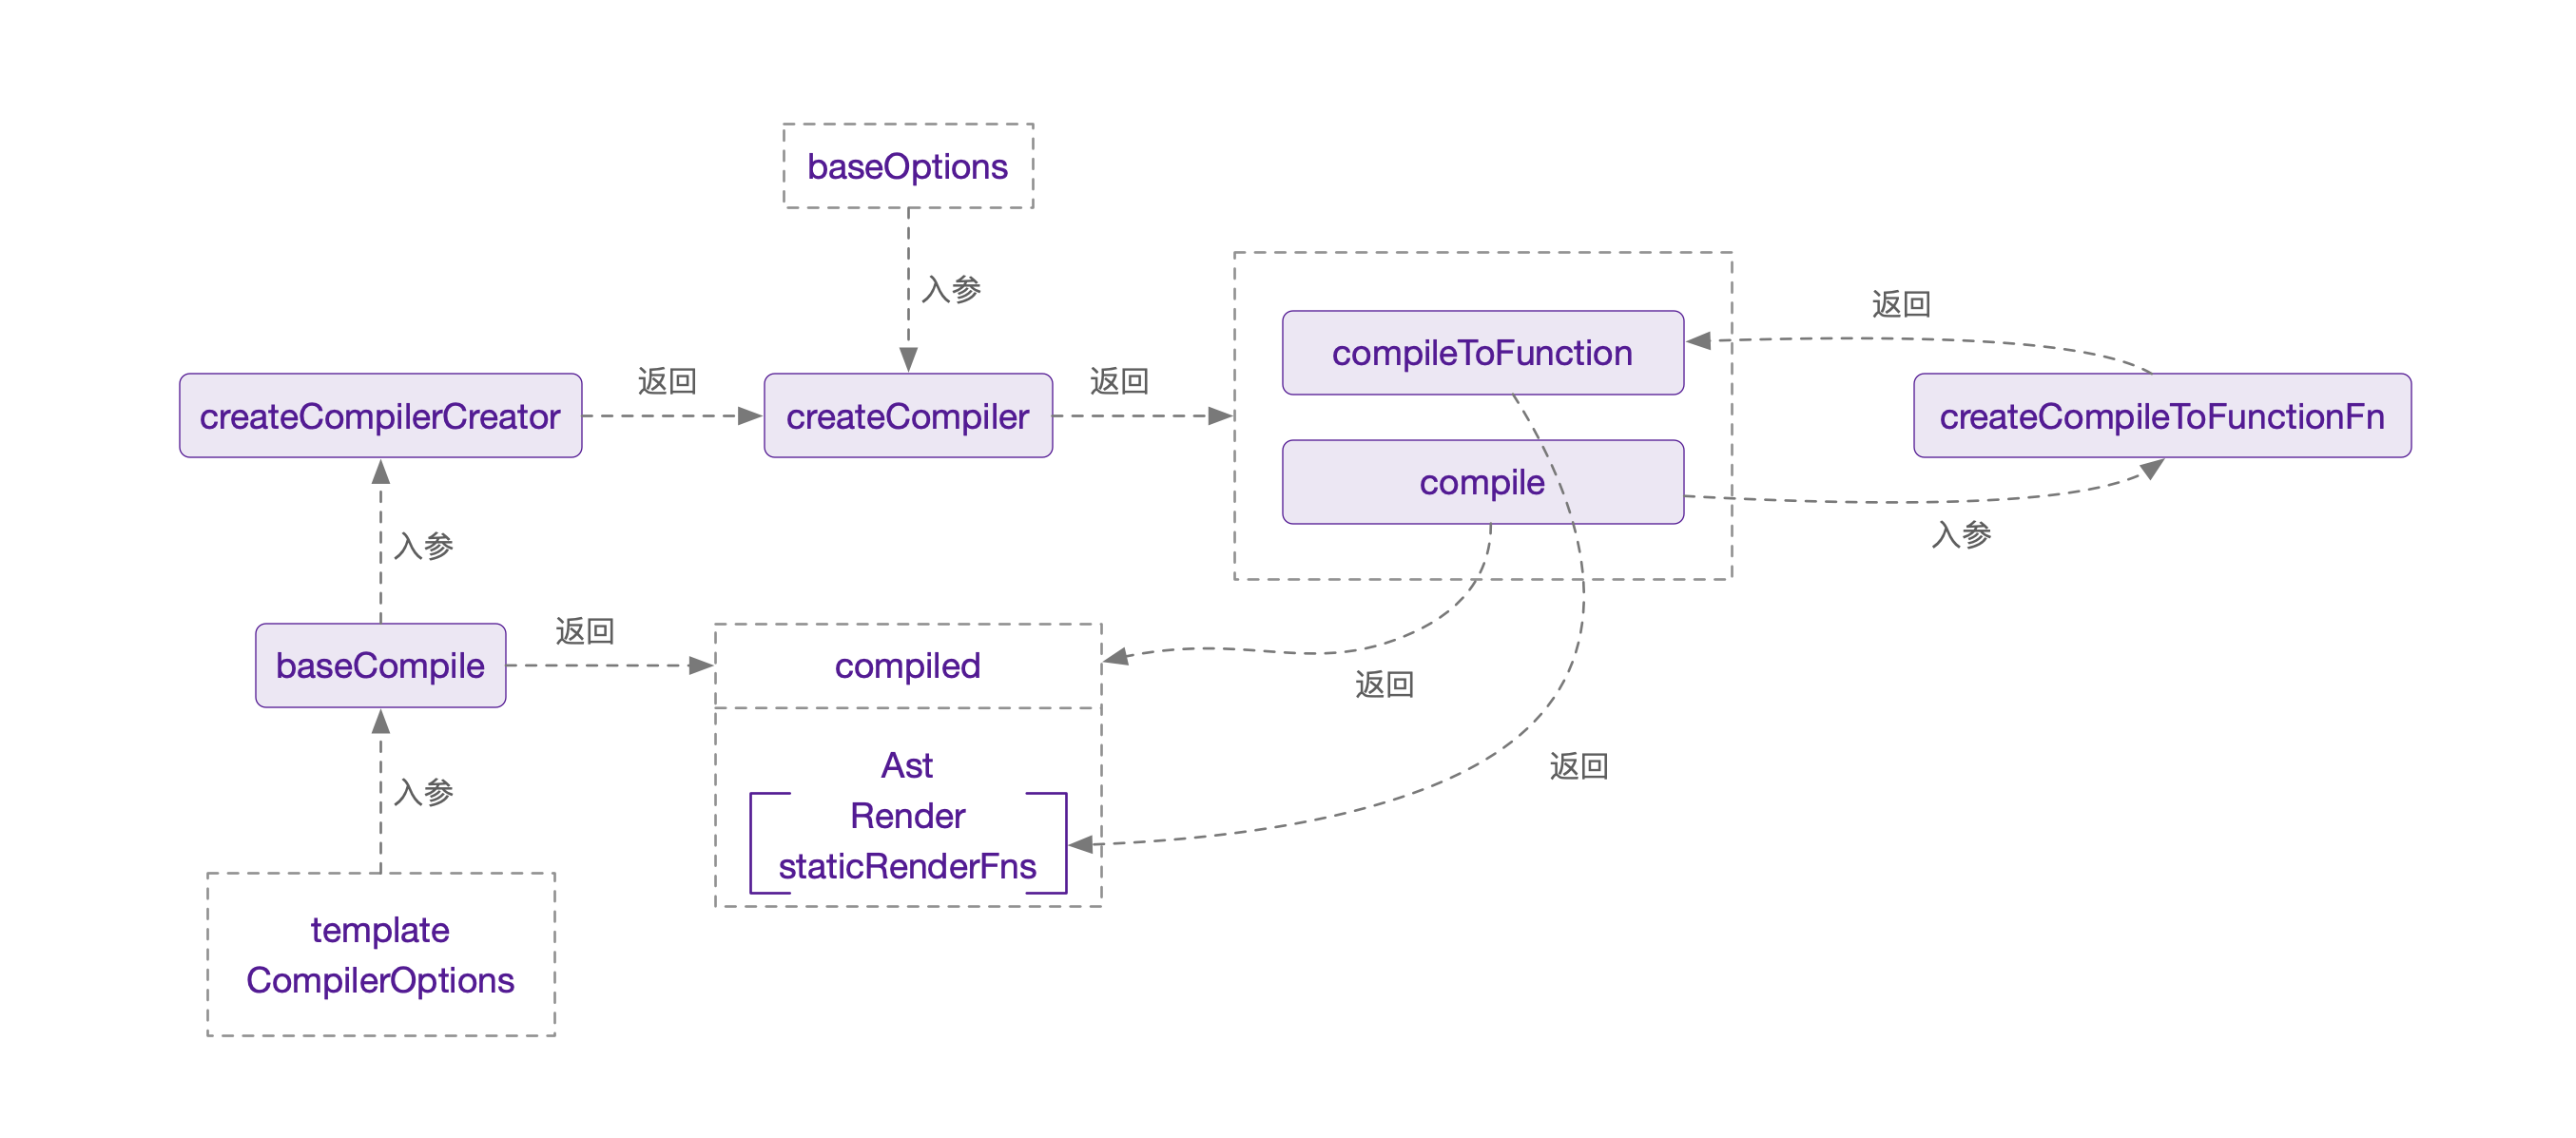 baseOptions
入参
createCompilerCreator
返回
createCompiler
返回
compileToFunction
compile
返回
createCompileToFunctionFn
入参
入参
baseCompile
返回
compiled
返回
Ast
Render
staticRenderFns
返回
入参
template
CompilerOptions